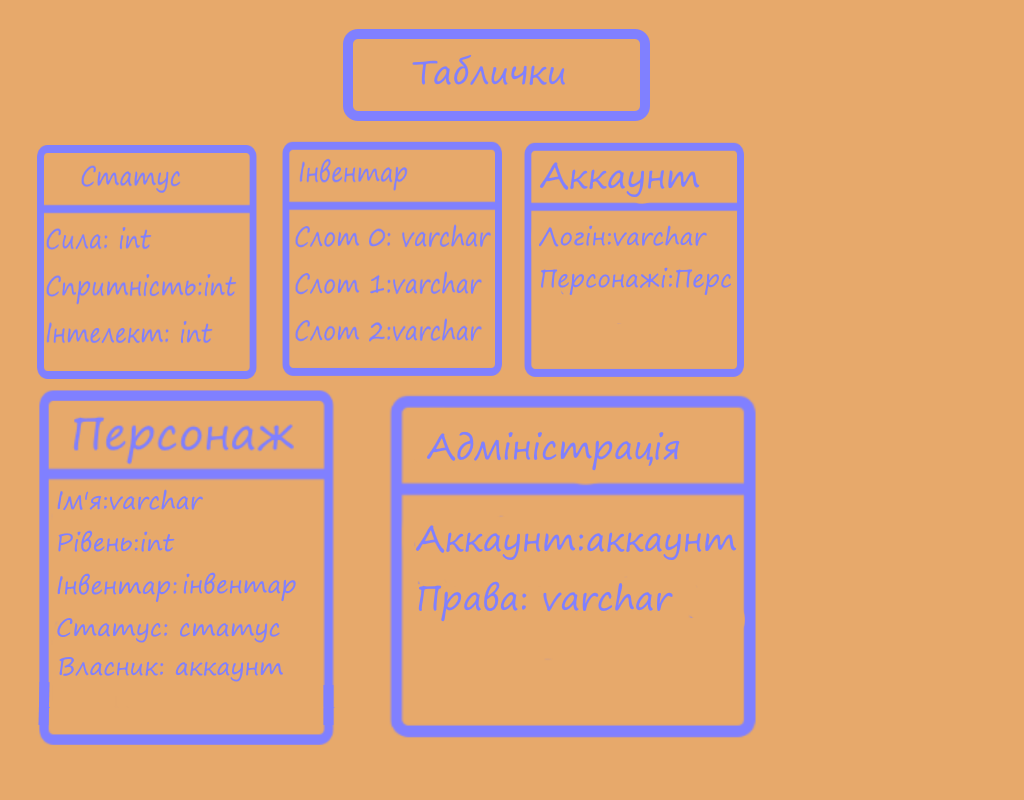 Таблички
Статус
Сила: int
Спритність:int
Інтелект: int
Інвентар
Слот 0: varchar
Слот 1:varchar
Слот 2:varchar
Аккаунт
Логін:varchar
Персонажі:Перс
Персонаж
Ім'я:varchar
Рівень:int
Інвентар: інвентар
Статус: статус
Власник: аккаунт
Адміністрація
Аккаунт:аккаунт
Права: varchar